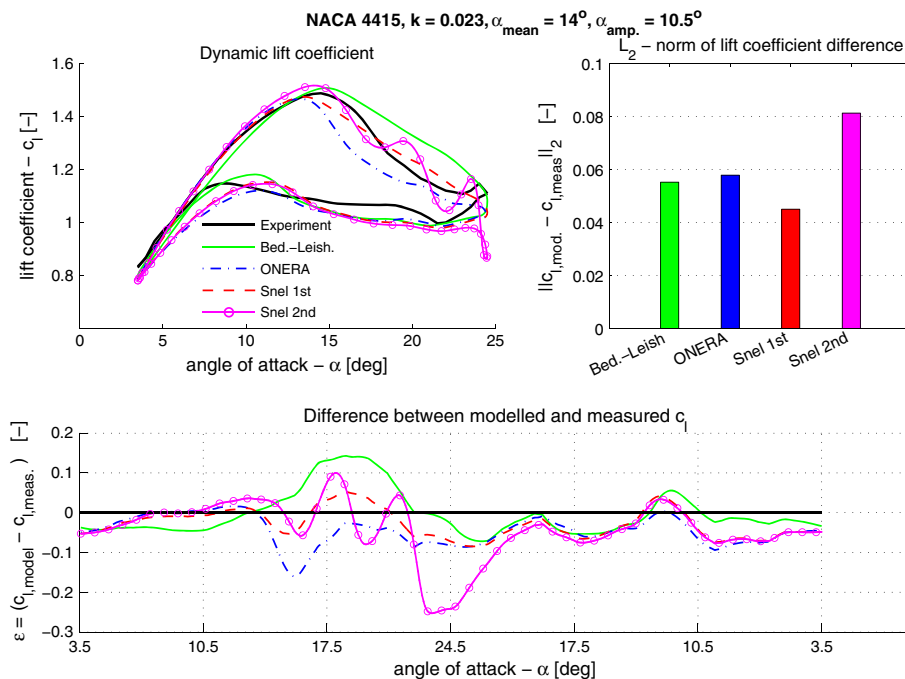 NACA 4415, k = 0.023, α_mean = 14°, α_amp. = 10.5°
Dynamic lift coefficient
lift coefficient – c_l [–]
1.6
1.4
1.2
1
0.8
Experiment
Bed.–Leish.
ONERA
Snel 1st
Snel 2nd
0 5 10 15 20 25
angle of attack – α [deg]
L_2 – norm of lift coefficient difference
||c_l,mod. – c_l,meas||_2 [–]
0.1
0.08
0.06
0.04
0.02
0
Bed.–Leish
ONERA
Snel 1st
Snel 2nd
Difference between modelled and measured c_l
ε = (c_l,model – c_l,meas.) [–]
0.2
0.1
0
–0.1
–0.2
–0.3
3.5 10.5 17.5 24.5 17.5 10.5 3.5
angle of attack – α [deg]